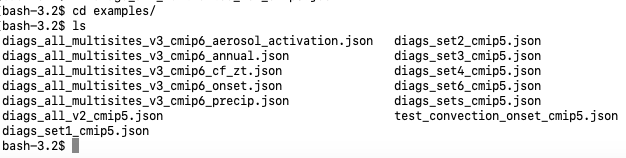 [bash-3.2$ cd examples/
[bash-3.2$ ls
diags_all_multisites_v3_cmip6_aerosol_activation.json diags_set2_cmip5.json
diags_all_multisites_v3_cmip6_annual.json diags_set3_cmip5.json
diags_all_multisites_v3_cmip6_cf_zt.json diags_set4_cmip5.json
diags_all_multisites_v3_cmip6_onset.json diags_set6_cmip5.json
diags_all_multisites_v3_cmip6_precip.json diags_sets_cmip5.json
diags_all_v2_cmip5.json test_convection_onset_cmip5.json
diags_set1_cmip5.json
bash-3.2$